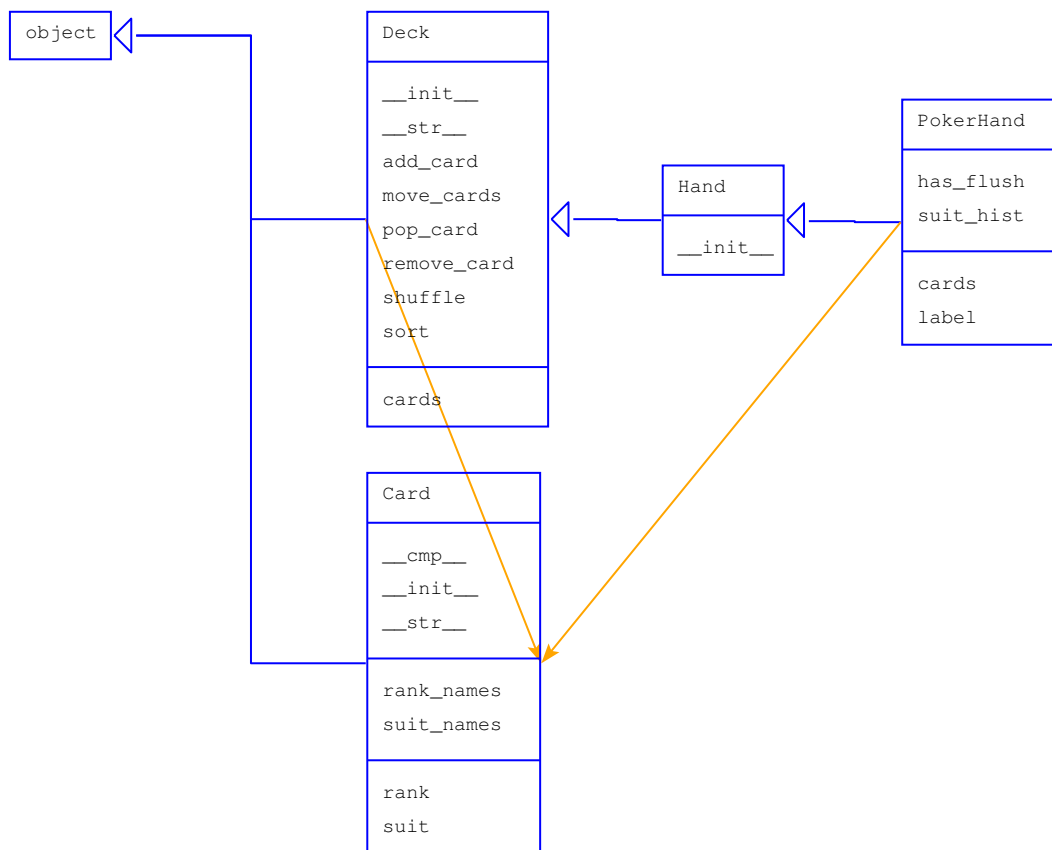 object
Deck
__init__
__str__
add_card
move_cards
pop_card
remove_card
shuffle
sort
cards
Hand
__init__
PokerHand
has_flush
suit_hist
cards
label
Card
__cmp__
__init__
__str__
rank_names
suit_names
rank
suit